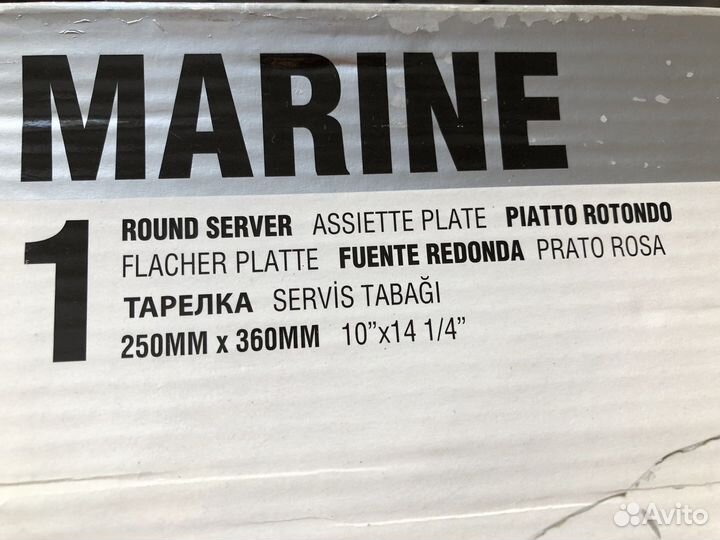 MARINE
1
ROUND SERVER ASSIETTE PLATE PIATTO ROTONDO
FLACHER PLATTE FUENTE REDONDA PRATO ROSA
ТАРЕЛКА SERVİS TABAĞI
250MM x 360MM 10”x14 1/4”
Avito